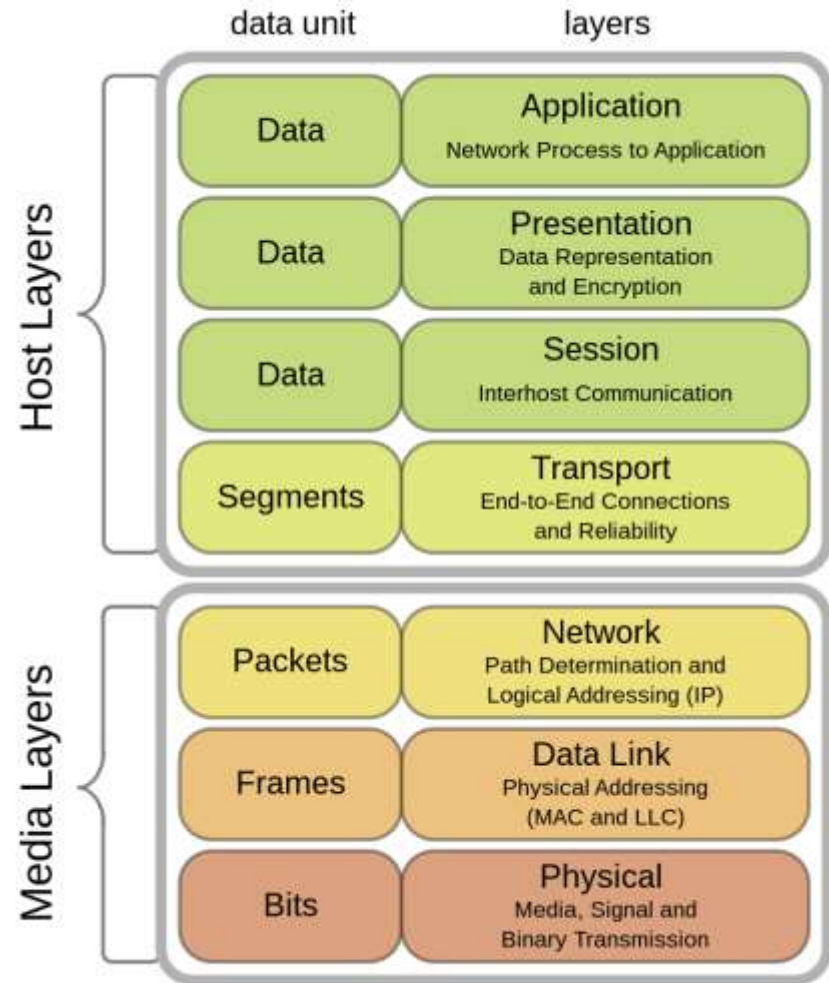 data unit layers
Host Layers
Data
Application
Network Process to Application
Data
Presentation
Data Representation
and Encryption
Data
Session
Interhost Communication
Segments
Transport
End-to-End Connections
and Reliability
Media Layers
Packets
Network
Path Determination and
Logical Addressing (IP)
Frames
Data Link
Physical Addressing
(MAC and LLC)
Bits
Physical
Media, Signal and
Binary Transmission